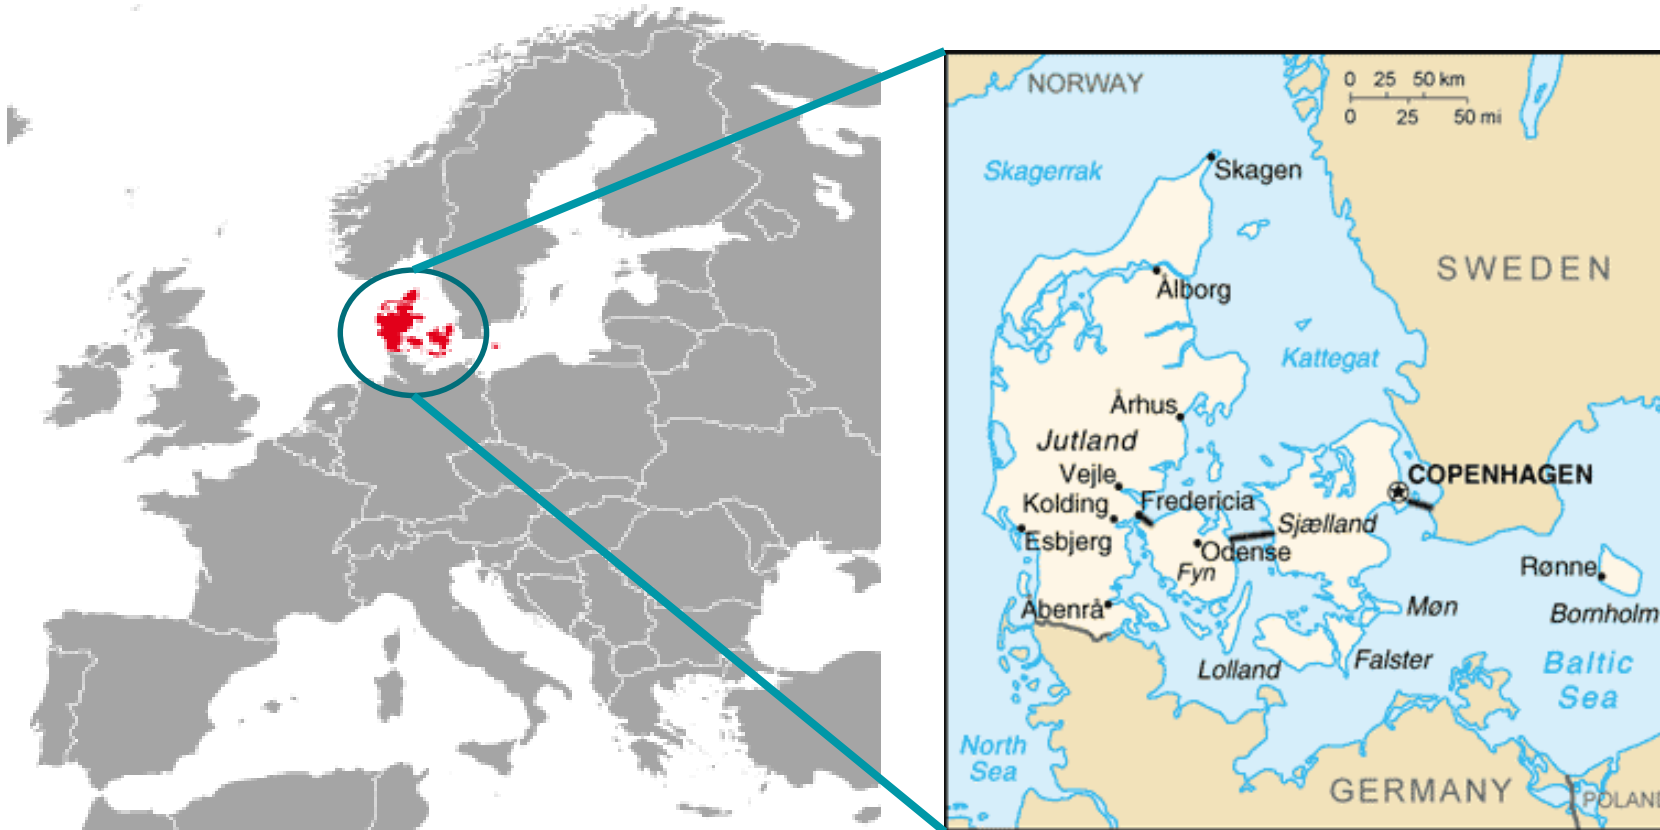 NORWAY
0 25 50 km
0 25 50 mi
Skagerrak
Skagen
SWEDEN
Ålborg
Kattegat
Århus
Jutland
Vejle
COPENHAGEN
Kolding
Fredericia
Sjælland
Esbjerg
Odense
Fyn
Rønne
Åbenrå
Møn
Bornholm
Lolland
Falster
Baltic
Sea
North
Sea
GERMANY
POLAND